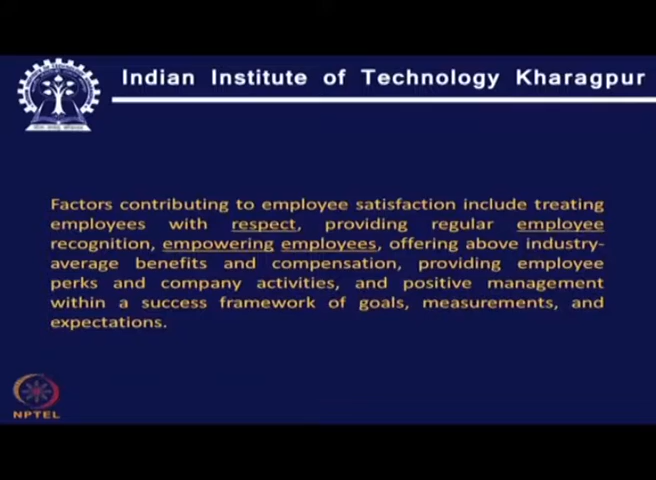 Indian Institute of Technology Kharagpur
Factors contributing to employee satisfaction include treating
employees with respect, providing regular employee
recognition, empowering employees, offering above industry-
average benefits and compensation, providing employee
perks and company activities, and positive management
within a success framework of goals, measurements, and
expectations.
NPTEL